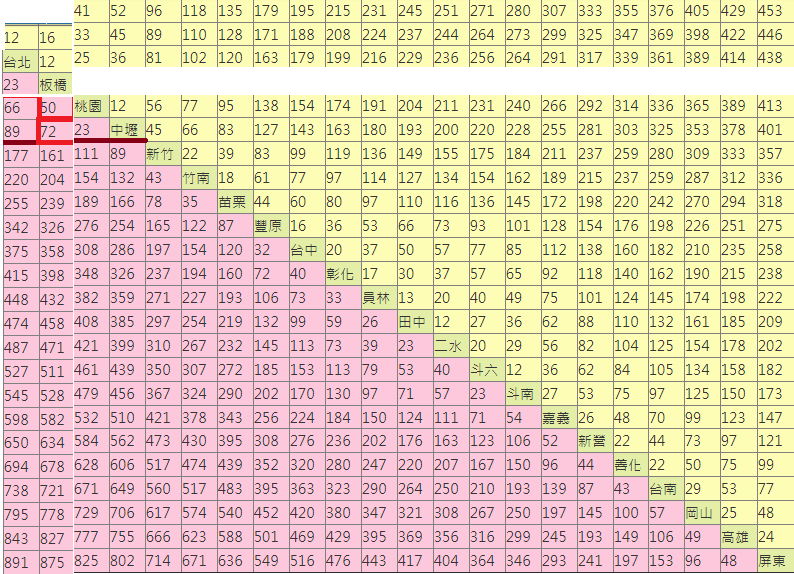 41 52 96 118 135 179 195 215 231 245 251 271 280 307 333 355 376 405 429 453
12 16 33 45 89 110 128 171 188 208 224 237 244 264 273 299 325 347 369 398 422 446
台北 12 25 36 81 102 120 163 179 199 216 229 236 256 264 291 317 339 361 389 414 438
23 板橋
66 50 桃園 12 56 77 95 138 154 174 191 204 211 231 240 266 292 314 336 365 389 413
89 72 23 中壢 45 66 83 127 143 163 180 193 200 220 228 255 281 303 325 353 378 401
177 161 111 89 新竹 22 39 83 99 119 136 149 155 175 184 211 237 259 280 309 333 357
220 204 154 132 43 竹南 18 61 77 97 114 127 134 154 162 189 215 237 259 287 312 336
255 239 189 166 78 35 苗栗 44 60 80 97 110 116 136 145 172 198 220 242 270 294 318
342 326 276 254 165 122 87 豐原 16 36 53 66 73 93 101 128 154 176 198 226 251 275
375 358 308 286 197 154 120 32 台中 20 37 50 57 77 85 112 138 160 182 210 235 258
415 398 348 326 237 194 160 72 40 彰化 17 30 37 57 65 92 118 140 162 190 215 238
448 432 382 359 271 227 193 106 73 33 員林 13 20 40 49 75 101 124 145 174 198 222
474 458 408 385 297 254 219 132 99 59 26 田中 12 27 36 62 88 110 132 161 185 209
487 471 421 399 310 267 232 145 113 73 39 23 二水 20 29 56 82 104 125 154 178 202
527 511 461 439 350 307 272 185 153 113 79 53 40 斗六 12 36 62 84 105 134 158 182
545 528 479 456 367 324 290 202 170 130 97 71 57 23 斗南 27 53 75 97 125 150 173
598 582 532 510 421 378 343 256 224 184 150 124 111 71 54 嘉義 26 48 70 99 123 147
650 634 584 562 473 430 395 308 276 236 202 176 163 123 106 52 新營 22 44 73 97 121
694 678 628 606 517 474 439 352 320 280 247 220 207 167 150 96 44 善化 22 50 75 99
738 721 671 649 560 517 483 395 363 323 290 264 250 210 193 139 87 43 台南 29 53 77
795 778 729 706 617 574 540 452 420 380 347 321 308 267 250 197 145 100 57 岡山 25 48
843 827 777 755 666 623 588 501 469 429 395 369 356 316 299 245 193 149 106 49 高雄 24
891 875 825 802 714 671 636 549 516 476 443 417 404 364 346 293 241 197 153 96 48 屏東